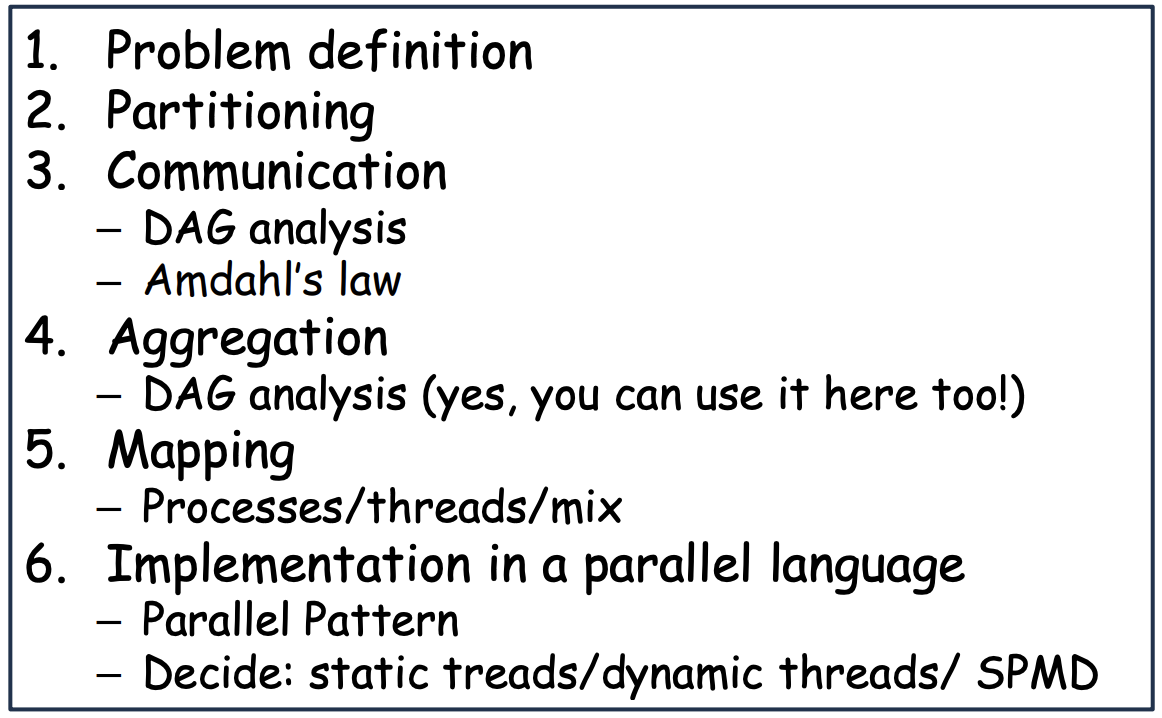 1. Problem definition
2. Partitioning
3. Communication
– DAG analysis
– Amdahl's law
4. Aggregation
– DAG analysis (yes, you can use it here too!)
5. Mapping
– Processes/threads/mix
6. Implementation in a parallel language
– Parallel Pattern
– Decide: static treads/dynamic threads/ SPMD